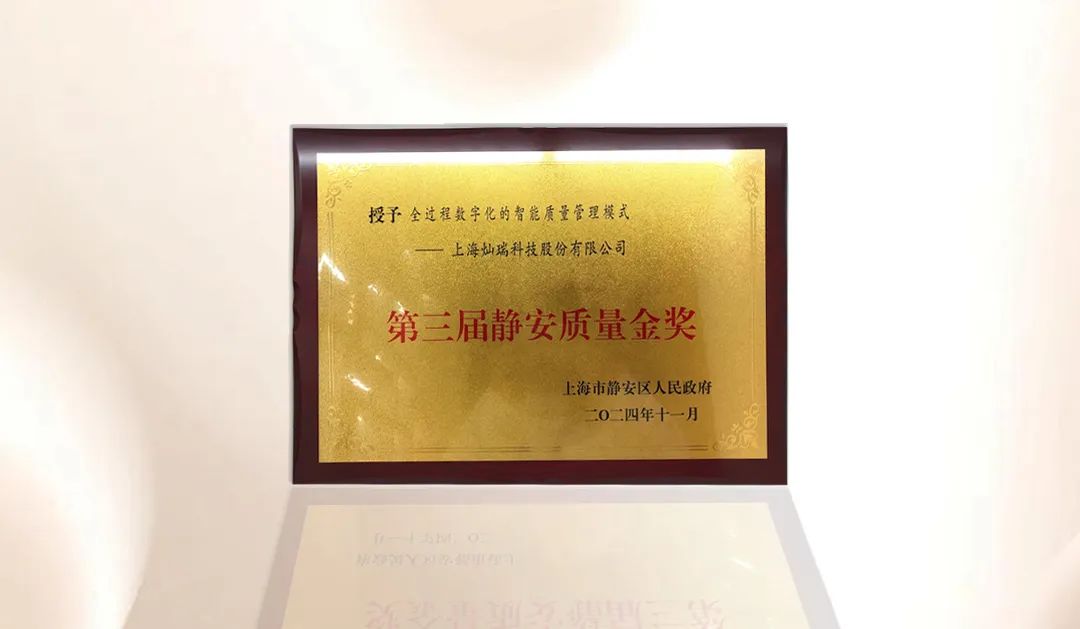 授予 全过程数字化的智能质量管理模式
—— 上海灿瑞科技股份有限公司
第三届静安质量金奖
上海市静安区人民政府
二O二四年十一月